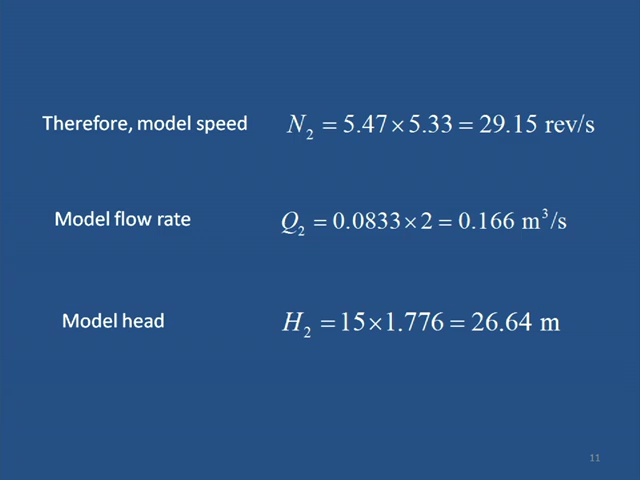 Therefore, model speed N₂ = 5.47 × 5.33 = 29.15 rev/s
Model flow rate Q₂ = 0.0833 × 2 = 0.166 m³/s
Model head H₂ = 15 × 1.776 = 26.64 m
11